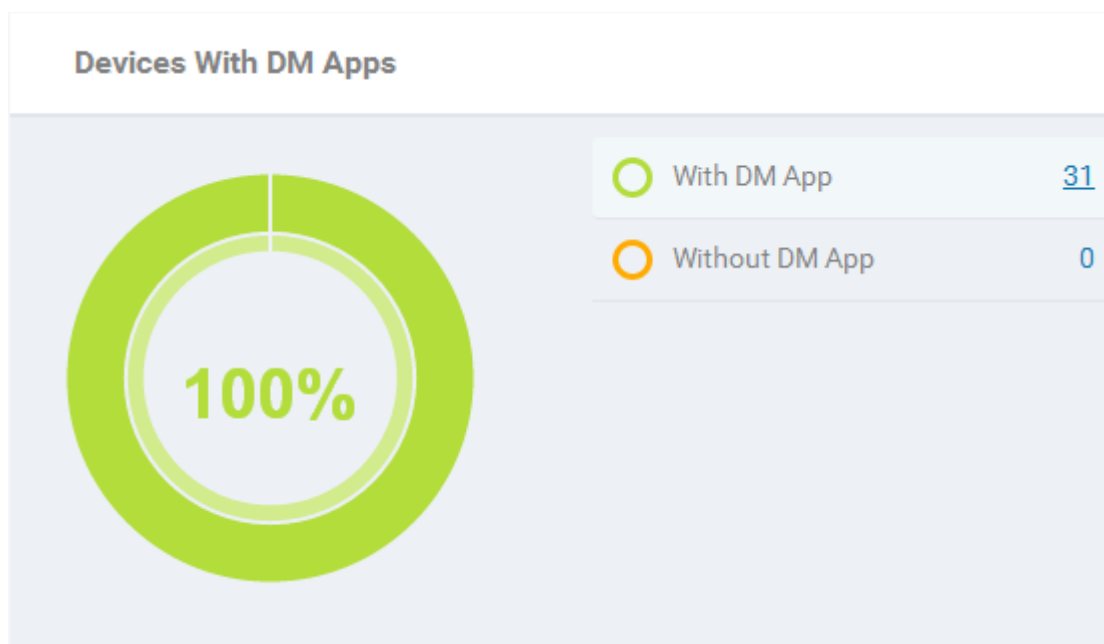 Devices With DM Apps
With DM App 31
Without DM App 0
100%